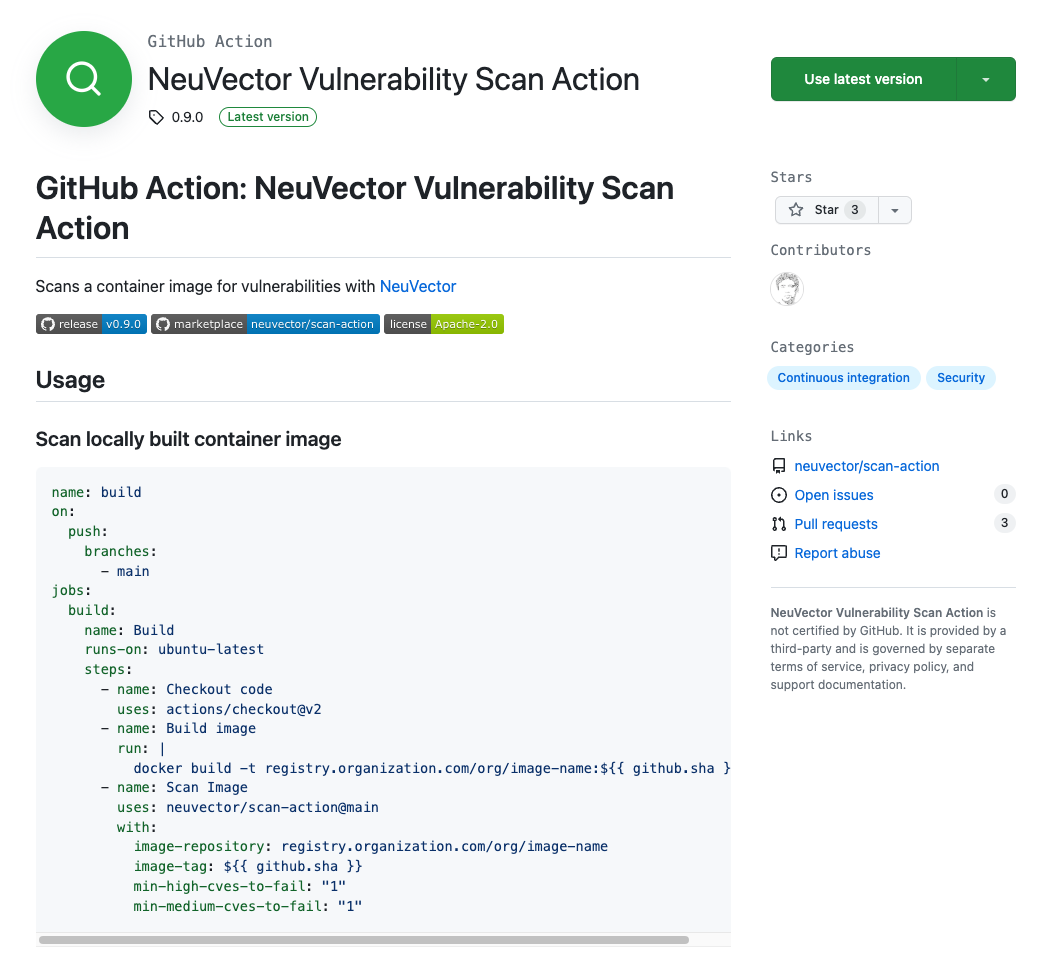 GitHub Action
NeuVector Vulnerability Scan Action
0.9.0 Latest version
Use latest version
GitHub Action: NeuVector Vulnerability Scan
Action
Scans a container image for vulnerabilities with NeuVector
release v0.9.0 marketplace neuvector/scan-action license Apache-2.0
Usage
Scan locally built container image
name: build
on:
  push:
    branches:
      - main
jobs:
  build:
    name: Build
    runs-on: ubuntu-latest
    steps:
      - name: Checkout code
        uses: actions/checkout@v2
      - name: Build image
        run: |
          docker build -t registry.organization.com/org/image-name:${{ github.sha }
      - name: Scan Image
        uses: neuvector/scan-action@main
        with:
          image-repository: registry.organization.com/org/image-name
          image-tag: ${{ github.sha }}
          min-high-cves-to-fail: "1"
          min-medium-cves-to-fail: "1"
Stars
Star 3
Contributors
Categories
Continuous integration Security
Links
neuvector/scan-action
Open issues 0
Pull requests 3
Report abuse
NeuVector Vulnerability Scan Action is
not certified by GitHub. It is provided by a
third-party and is governed by separate
terms of service, privacy policy, and
support documentation.